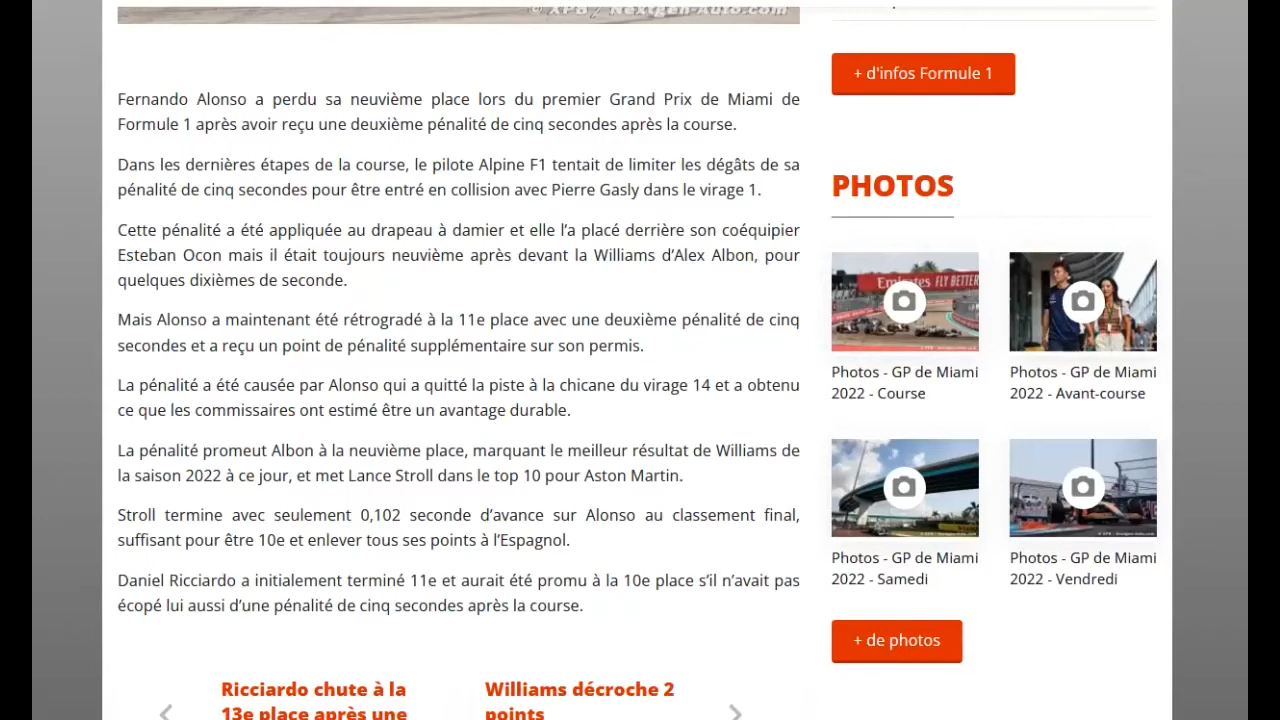 © XPB / Nextgen-Auto.com
Fernando Alonso a perdu sa neuvième place lors du premier Grand Prix de Miami de
Formule 1 après avoir reçu une deuxième pénalité de cinq secondes après la course.
Dans les dernières étapes de la course, le pilote Alpine F1 tentait de limiter les dégâts de sa
pénalité de cinq secondes pour être entré en collision avec Pierre Gasly dans le virage 1.
Cette pénalité a été appliquée au drapeau à damier et elle l’a placé derrière son coéquipier
Esteban Ocon mais il était toujours neuvième après devant la Williams d’Alex Albon, pour
quelques dixièmes de seconde.
Mais Alonso a maintenant été rétrogradé à la 11e place avec une deuxième pénalité de cinq
secondes et a reçu un point de pénalité supplémentaire sur son permis.
La pénalité a été causée par Alonso qui a quitté la piste à la chicane du virage 14 et a obtenu
ce que les commissaires ont estimé être un avantage durable.
La pénalité promeut Albon à la neuvième place, marquant le meilleur résultat de Williams de
la saison 2022 à ce jour, et met Lance Stroll dans le top 10 pour Aston Martin.
Stroll termine avec seulement 0,102 seconde d’avance sur Alonso au classement final,
suffisant pour être 10e et enlever tous ses points à l’Espagnol.
Daniel Ricciardo a initialement terminé 11e et aurait été promu à la 10e place s’il n’avait pas
écopé lui aussi d’une pénalité de cinq secondes après la course.
Ricciardo chute à la
13e place après une
Williams décroche 2
points
+ d'infos Formule 1
PHOTOS
Emirates FLY BETTER
Photos - GP de Miami
2022 - Course
Photos - GP de Miami
2022 - Avant-course
Photos - GP de Miami
2022 - Samedi
Photos - GP de Miami
2022 - Vendredi
+ de photos